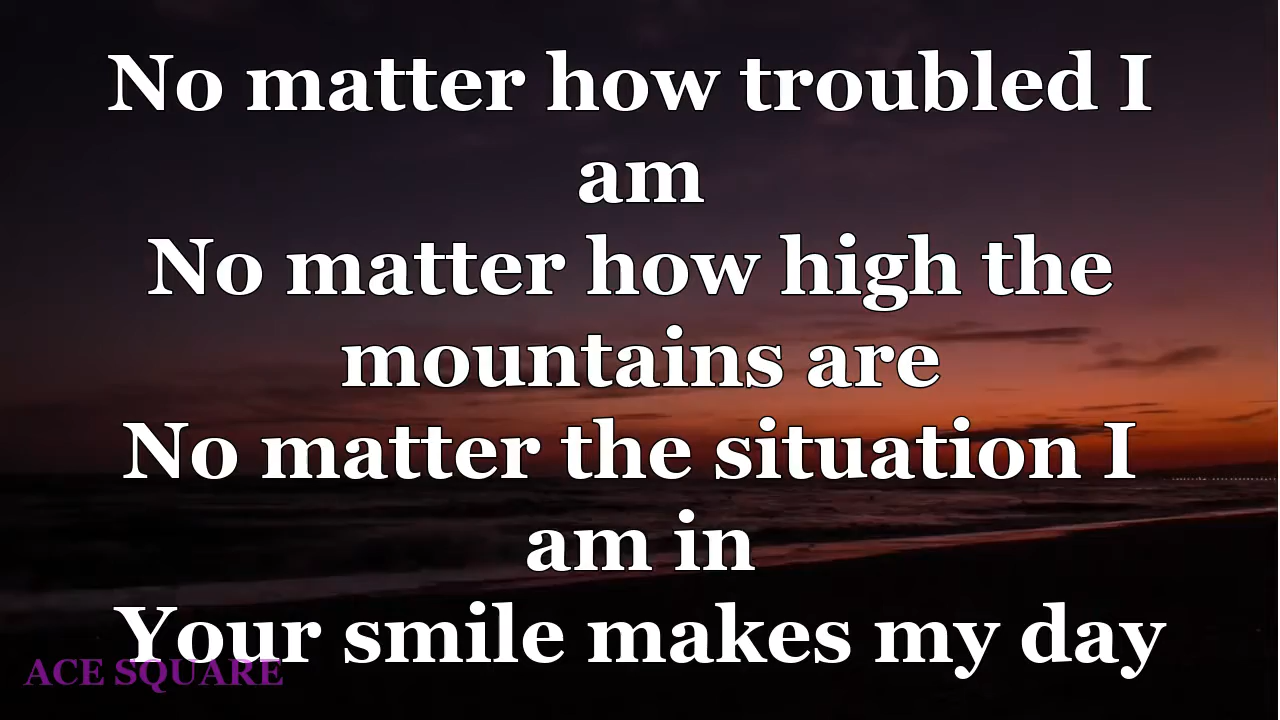 No matter how troubled I
am
No matter how high the
mountains are
No matter the situation I
am in
Your smile makes my day
ACE SQUARE